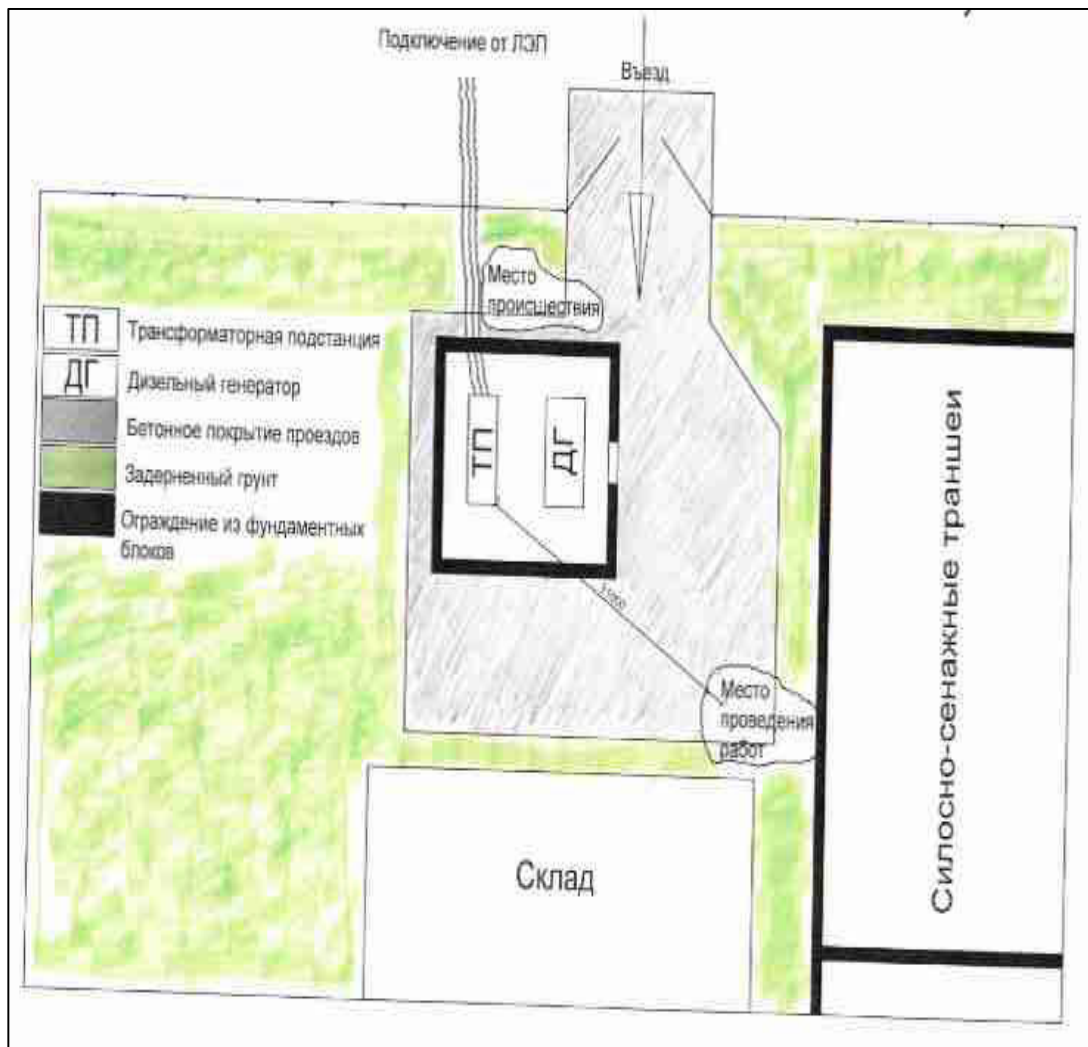 Подключение от ЛЭП
Въезд
Место
происшествия
ТП
Трансформаторная подстанция
ДГ
Дизельный генератор
Бетонное покрытие проездов
Задерненный грунт
Ограждение из фундаментных
блоков
ТП
ДГ
Место
проведения
работ
Склад
Силосно-сенажные траншеи